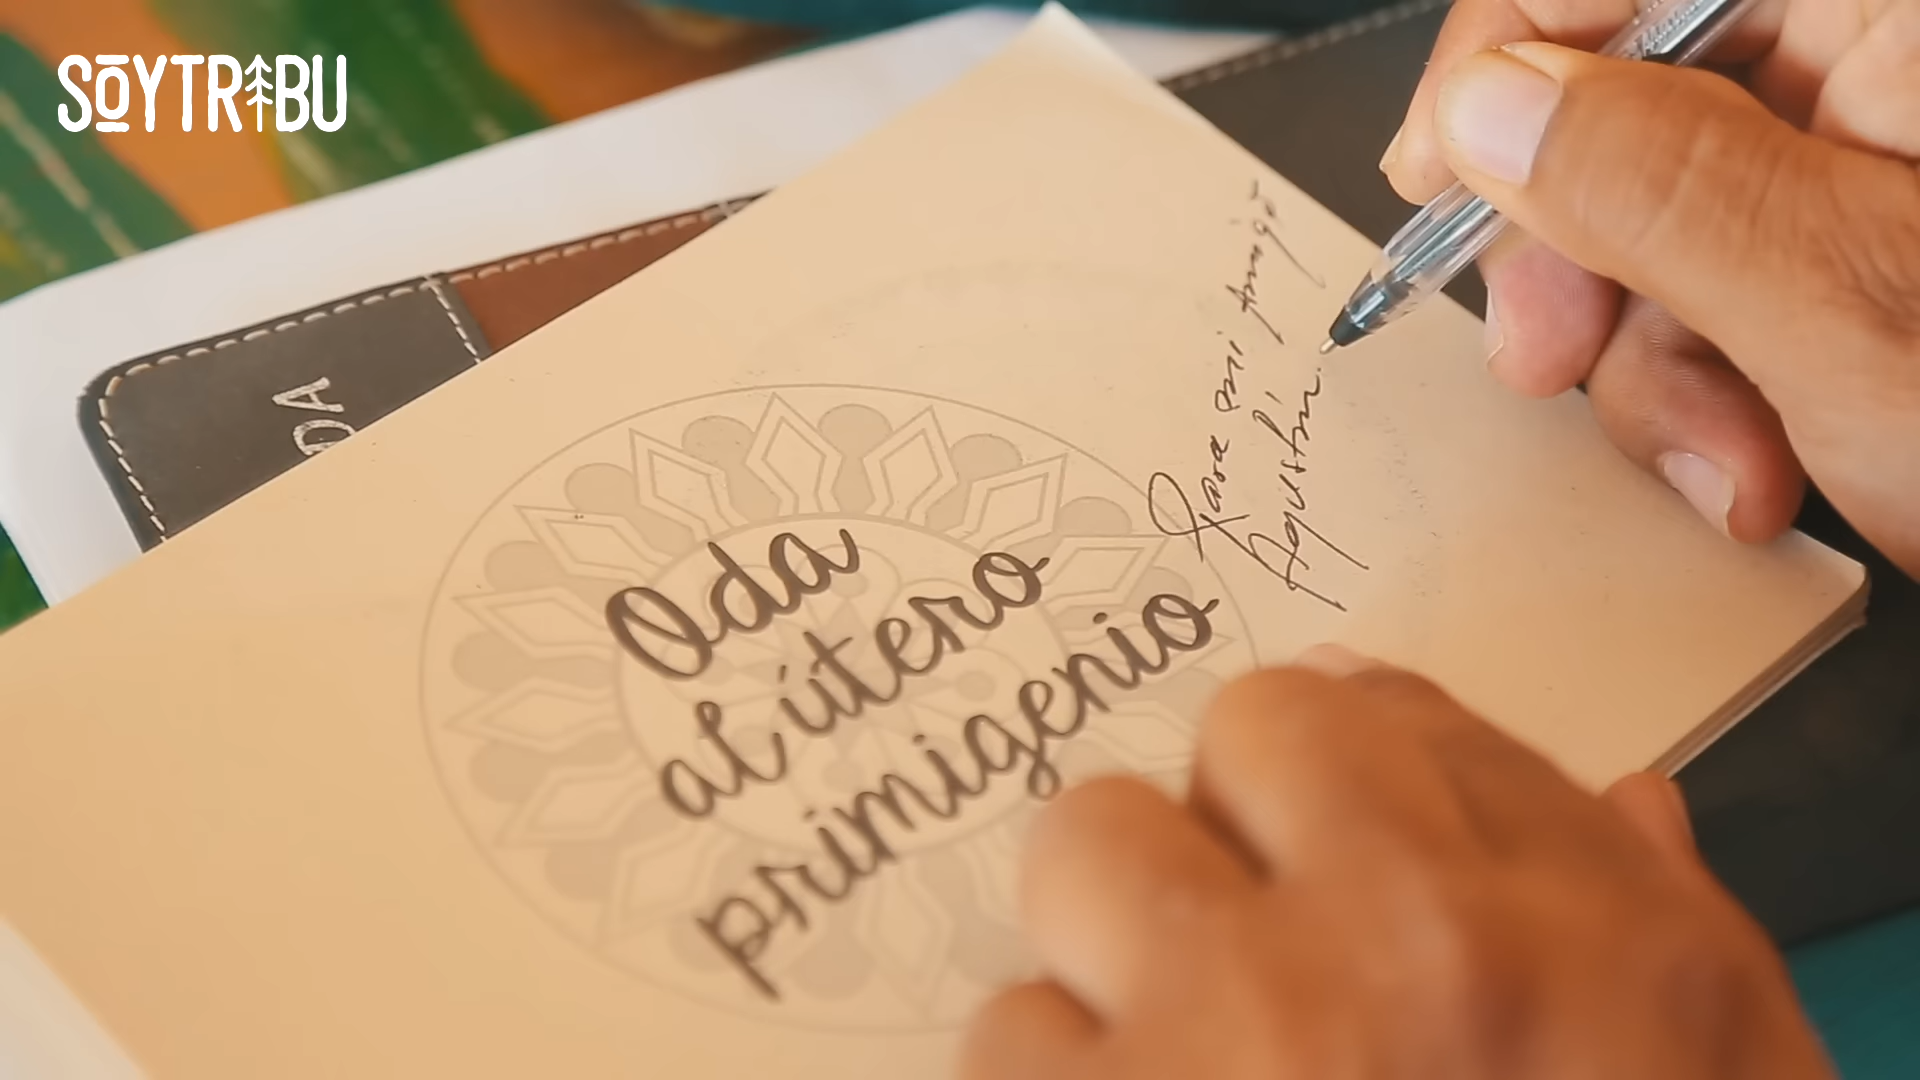 SOYTRIBU
DA
Oda
al útero
primigenio
Para mi Amigo
Agustín.